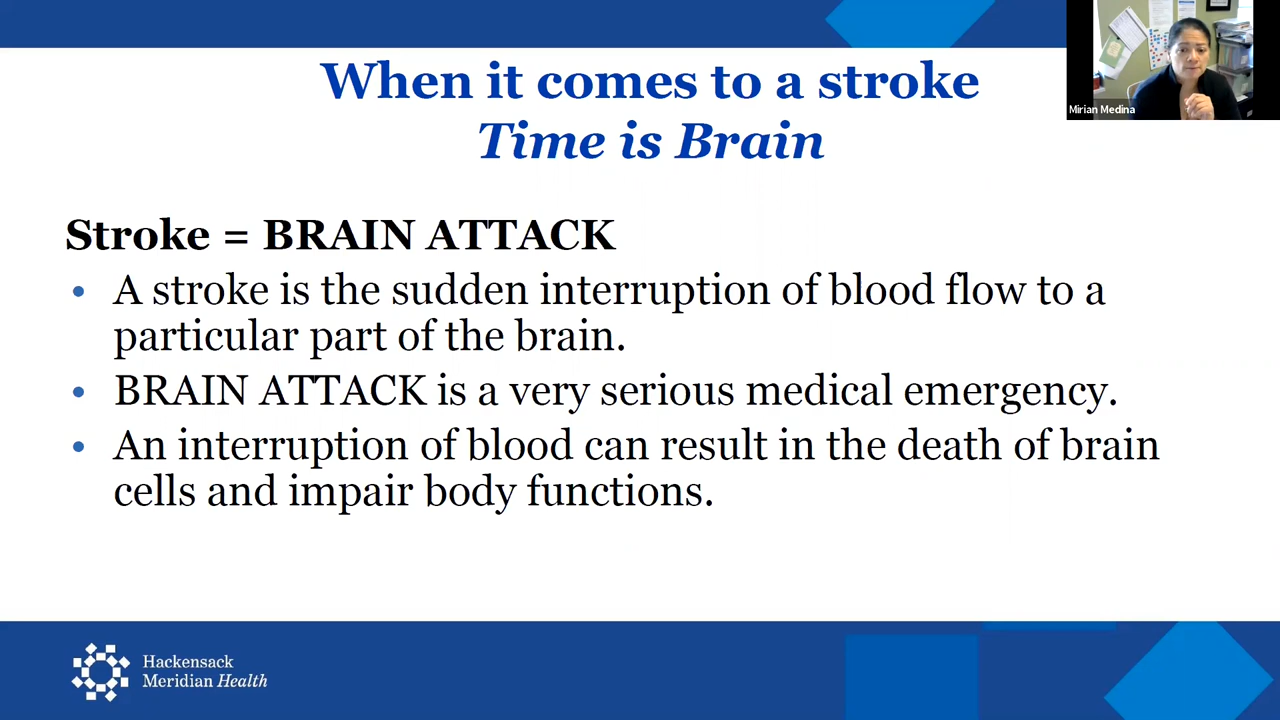 When it comes to a stroke
Time is Brain
Mirian Medina
Stroke = BRAIN ATTACK
• A stroke is the sudden interruption of blood flow to a
particular part of the brain.
• BRAIN ATTACK is a very serious medical emergency.
• An interruption of blood can result in the death of brain
cells and impair body functions.
Hackensack
Meridian Health